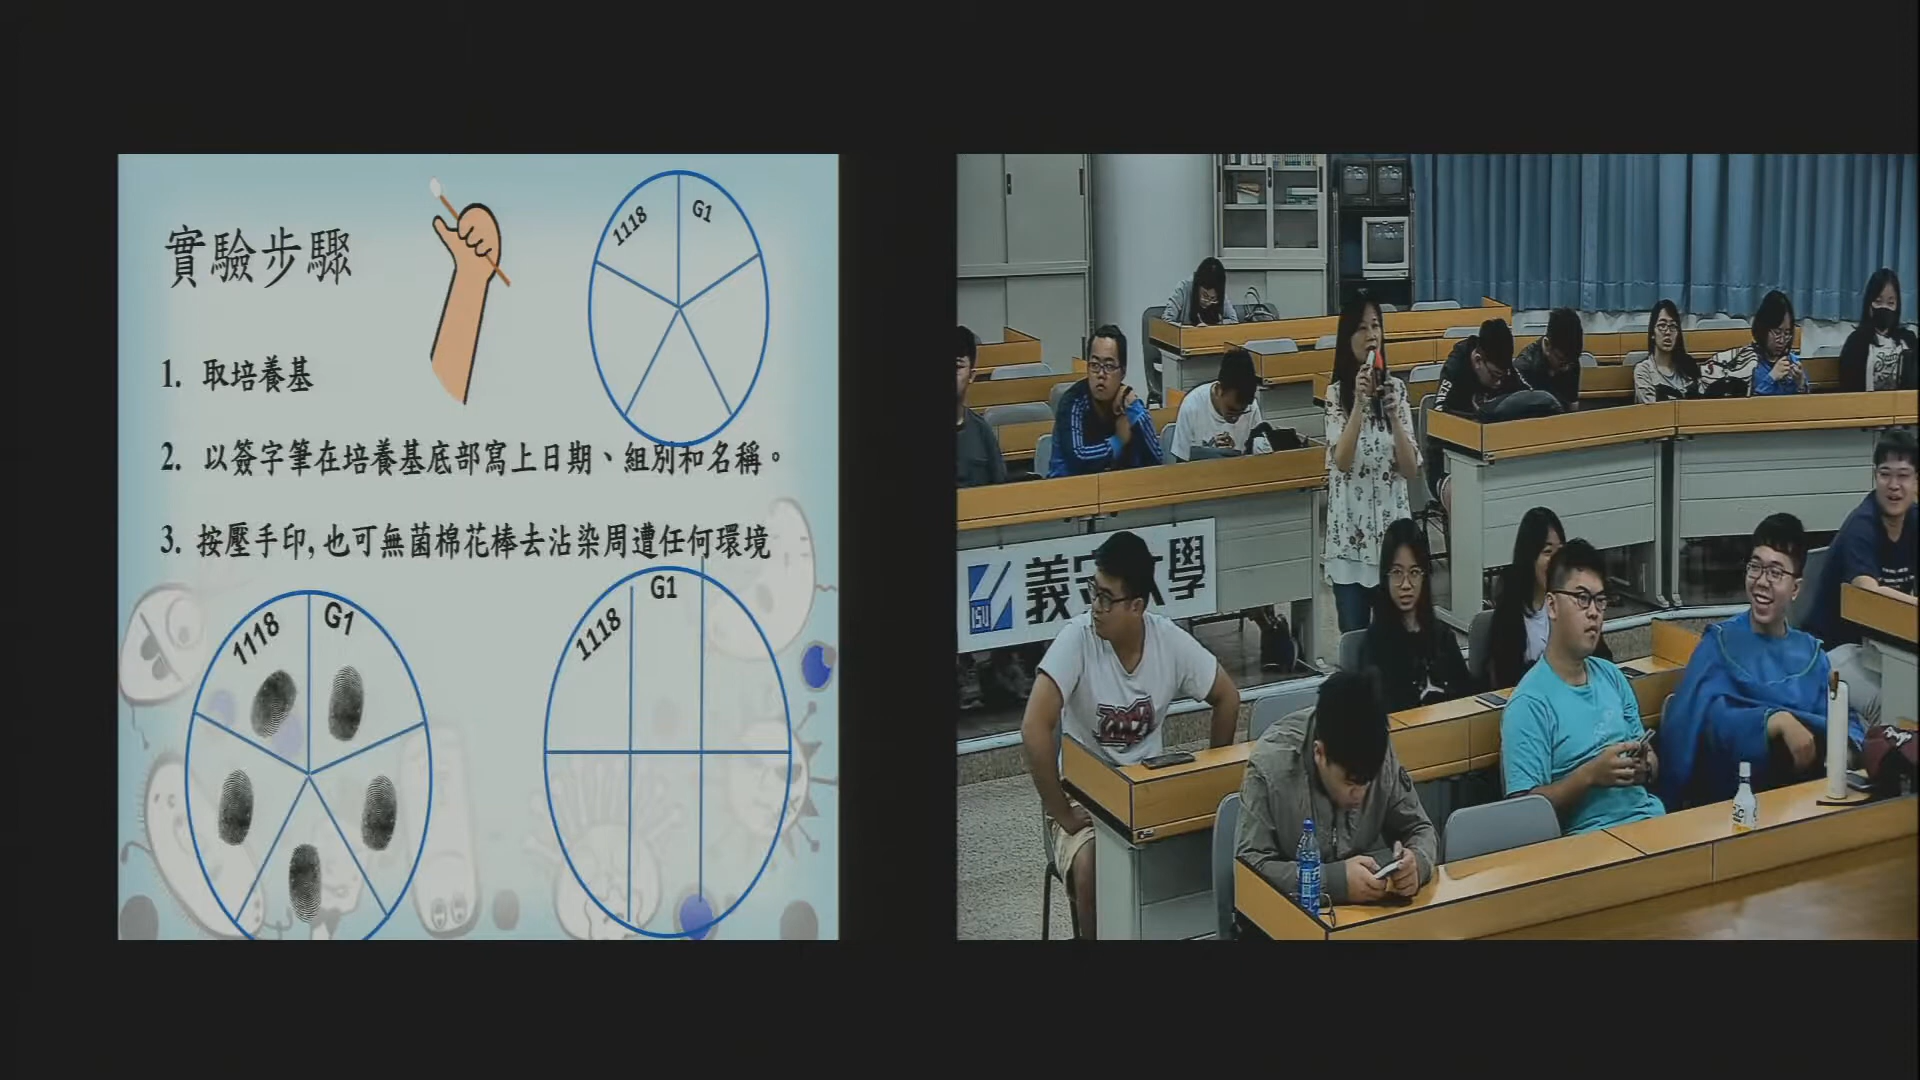 實驗步驟
1118
G1
1. 取培養基
2. 以簽字筆在培養基底部寫上日期、組別和名稱。
3. 按壓手印, 也可無菌棉花棒去沾染周遭任何環境
1118
G1
1118
G1
ISU
義守大學